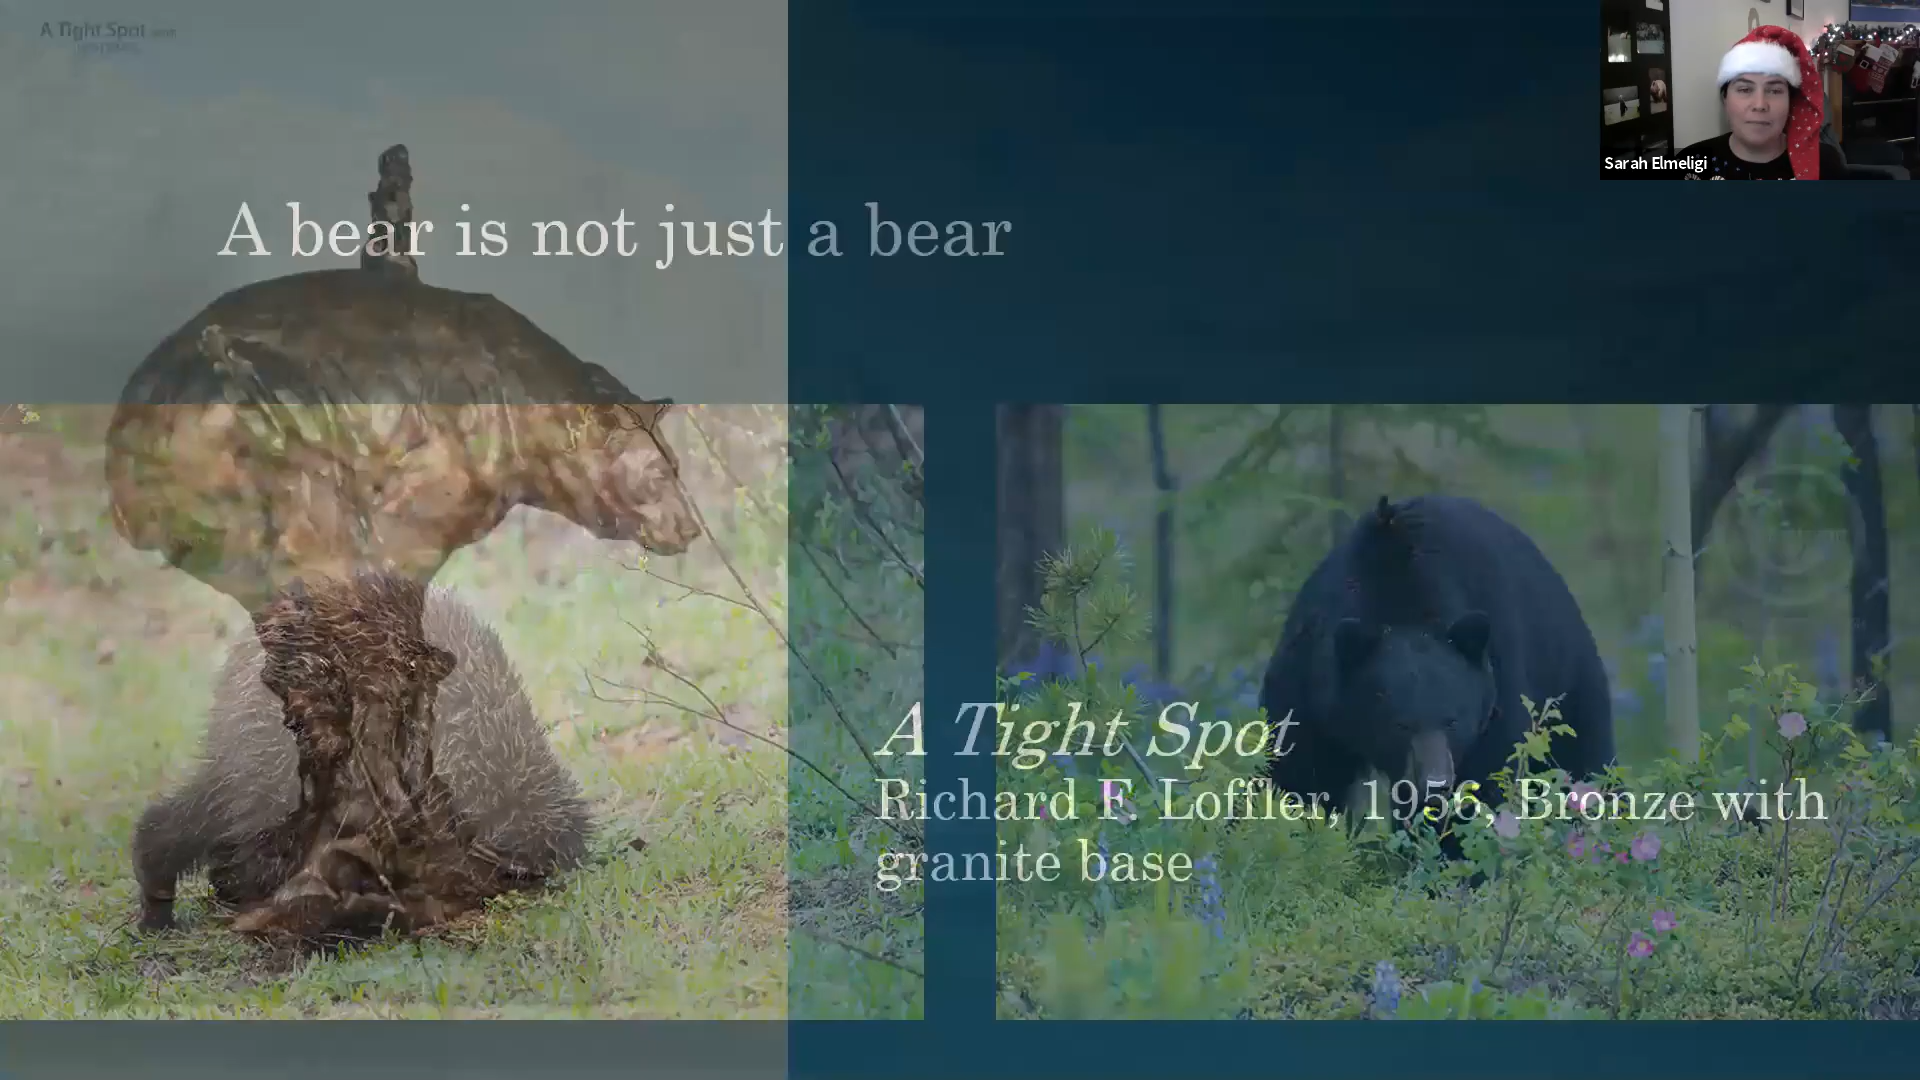 A Tight Spot
Sarah Elmeligi
A bear is not just a bear
A Tight Spot
Richard F. Loffler, 1956, Bronze with
granite base